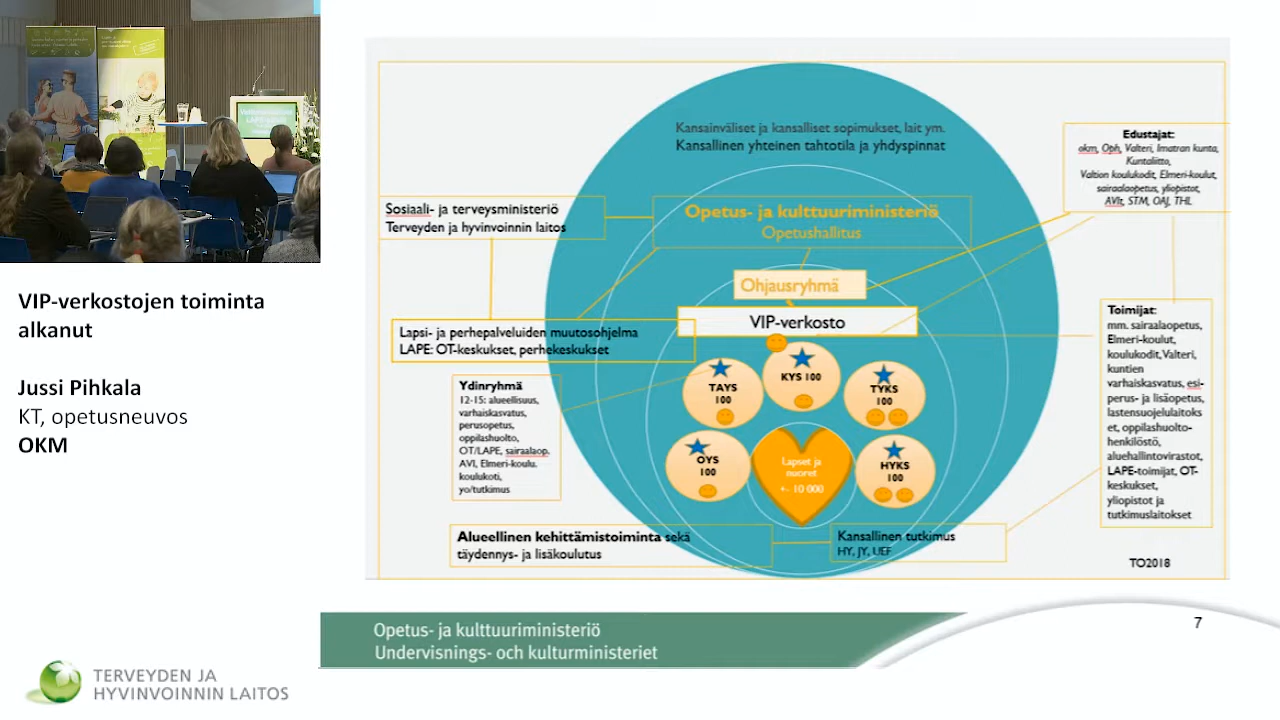 VIP-verkostojen toiminta
alkanut
Jussi Pihkala
KT, opetusneuvos
OKM
TERVEYDEN JA
HYVINVOINNIN LAITOS
Kansainväliset ja kansalliset sopimukset, lait ym.
Kansallinen yhteinen tahtotila ja yhdyspinnat
Edustajat:
okm, Oph, Valteri, Imatran kunta,
Kuntaliitto,
Valtion koulukodit, Elmeri-koulut,
sairaalaopetus, yliopistot,
AVIt, STM, OAJ, THL
Sosiaali- ja terveysministeriö
Terveyden ja hyvinvoinnin laitos
Opetus- ja kulttuuriministeriö
Opetushallitus
Ohjausryhmä
VIP-verkosto
Lapsi- ja perhepalveluiden muutosohjelma
LAPE: OT-keskukset, perhekeskukset
Ydinryhmä
12-15: alueellisuus,
varhaiskasvatus,
perusopetus,
oppilashuolto,
OT/LAPE, sairaalaop.
AVI, Elmeri-koulu.
koulukoti,
yo/tutkimus
TAYS
100
KYS 100
TYKS
100
OYS
100
HYKS
100
Lapset ja
nuoret
+- 10 000
Toimijat:
mm. sairaalaopetus,
Elmeri-koulut,
koulukodit, Valteri,
kuntien
varhaiskasvatus, esi-
perus- ja lisäopetus,
lastensuojelulaitoks
et, oppilashuolto-
henkilöstö,
aluehallintovirastot,
LAPE-toimijat, OT-
keskukset,
yliopistot ja
tutkimuslaitokset
Alueellinen kehittämistoiminta sekä
täydennys- ja lisäkoulutus
Kansallinen tutkimus
HY, JY, UEF
TO2018
Opetus- ja kulttuuriministeriö
Undervisnings- och kulturministeriet
7